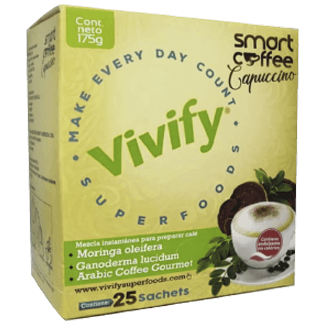 Cont.
neto
175g
smart
coffee
Capuccino
MAKE EVERY DAY COUNT
Vivify®
SUPERFOODS
Mezcla instantánea para preparar café
• Moringa oleifera
• Ganoderma lucidum
• Arabic Coffee Gourmet
www.vivifysuperfoods.com
Contiene: 25 Sachets